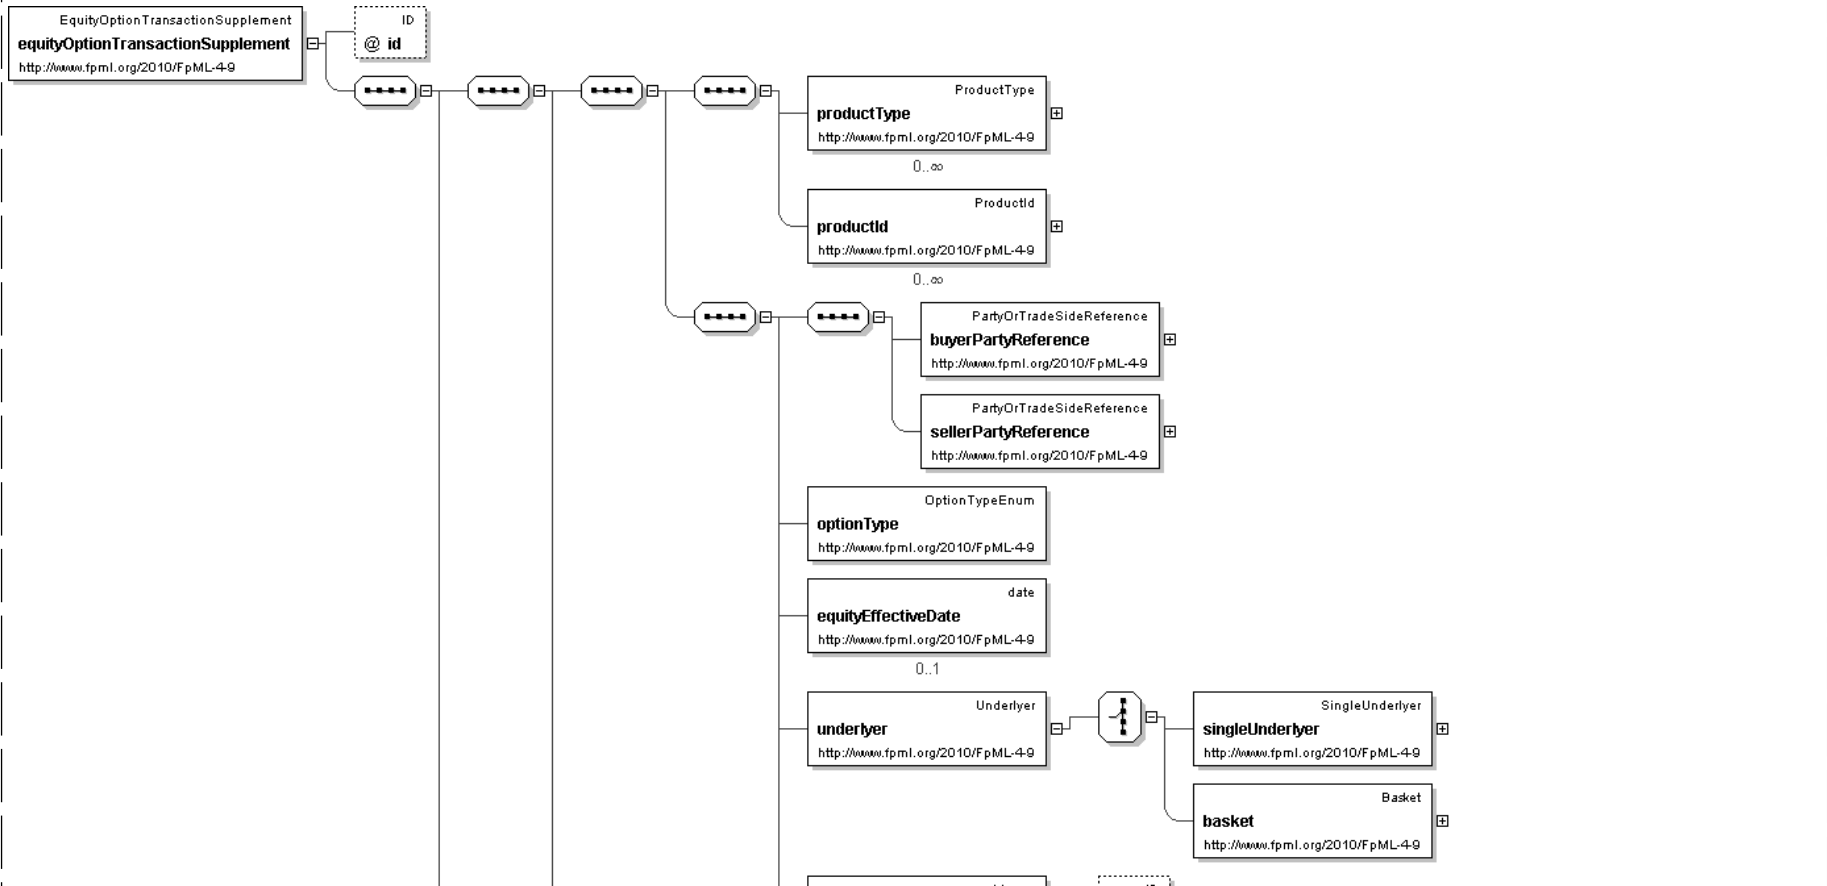 EquityOptionTransactionSupplement
equityOptionTransactionSupplement
http://www.fpml.org/2010/FpML-4-9
ID
@ id
ProductType
productType
http://www.fpml.org/2010/FpML-4-9
0..∞
ProductId
productId
http://www.fpml.org/2010/FpML-4-9
0..∞
PartyOrTradeSideReference
buyerPartyReference
http://www.fpml.org/2010/FpML-4-9
PartyOrTradeSideReference
sellerPartyReference
http://www.fpml.org/2010/FpML-4-9
OptionTypeEnum
optionType
http://www.fpml.org/2010/FpML-4-9
date
equityEffectiveDate
http://www.fpml.org/2010/FpML-4-9
0..1
Underlyer
underlyer
http://www.fpml.org/2010/FpML-4-9
SingleUnderlyer
singleUnderlyer
http://www.fpml.org/2010/FpML-4-9
Basket
basket
http://www.fpml.org/2010/FpML-4-9